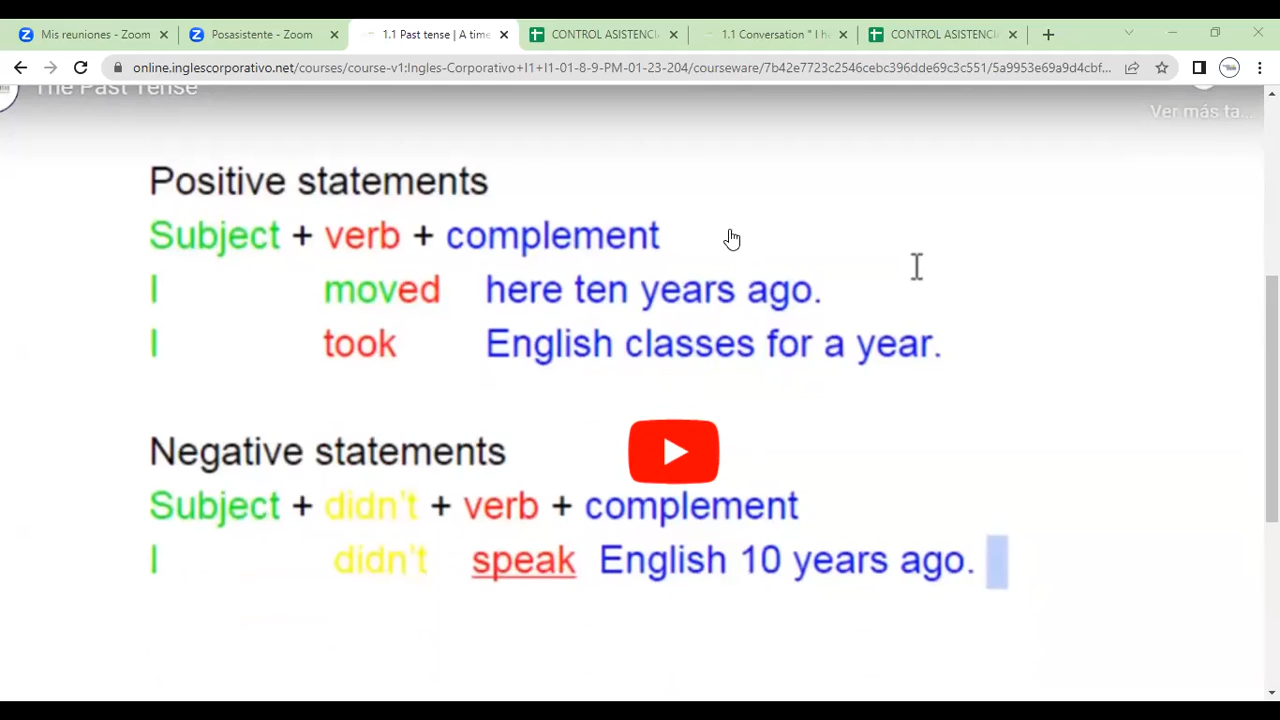 Mis reuniones - Zoom
Posasistente - Zoom
1.1 Past tense | A time
CONTROL ASISTENCI
1.1 Conversation " I h
CONTROL ASISTENC
online.inglescorporativo.net/courses/course-v1:Ingles-Corporativo+I1+I1-01-8-9-PM-01-23-204/courseware/7b42e7723c2546cebc396dde69c3c551/5a9953e69a9d4cbf...
The Past Tense
Ver más ta...
Positive statements
Subject + verb + complement
I moved here ten years ago.
I took English classes for a year.
Negative statements
Subject + didn't + verb + complement
I didn't speak English 10 years ago.